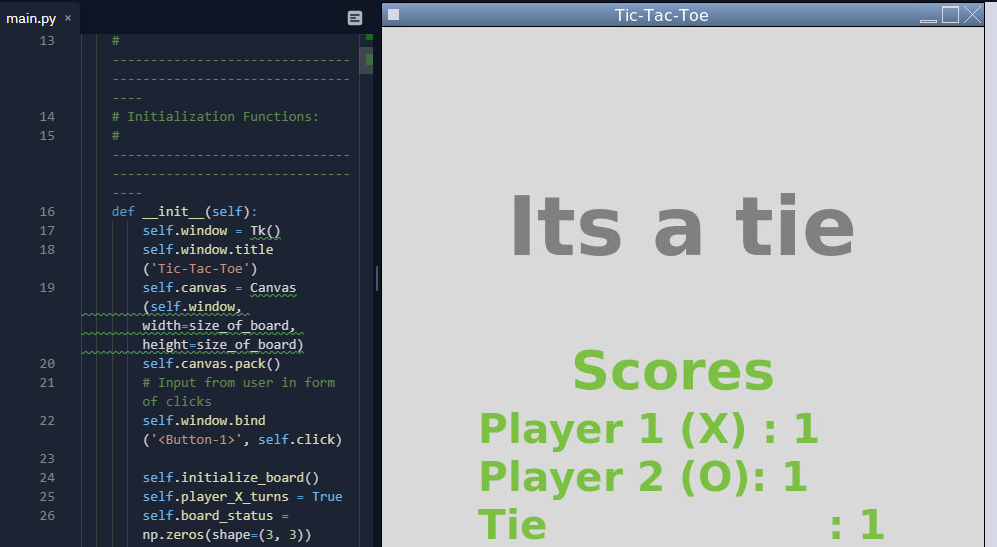 main.py ×
13 #
-------------------------------
-------------------------------
----
14 # Initialization Functions:
15 #
-------------------------------
-------------------------------
----
16 def __init__(self):
17 self.window = Tk()
18 self.window.title
('Tic-Tac-Toe')
19 self.canvas = Canvas
(self.window,
width=size_of_board,
height=size_of_board)
20 self.canvas.pack()
21 # Input from user in form
of clicks
22 self.window.bind
('<Button-1>', self.click)
23
24 self.initialize_board()
25 self.player_X_turns = True
26 self.board_status =
np.zeros(shape=(3, 3))
Tic-Tac-Toe
Its a tie
Scores
Player 1 (X) : 1
Player 2 (O): 1
Tie : 1